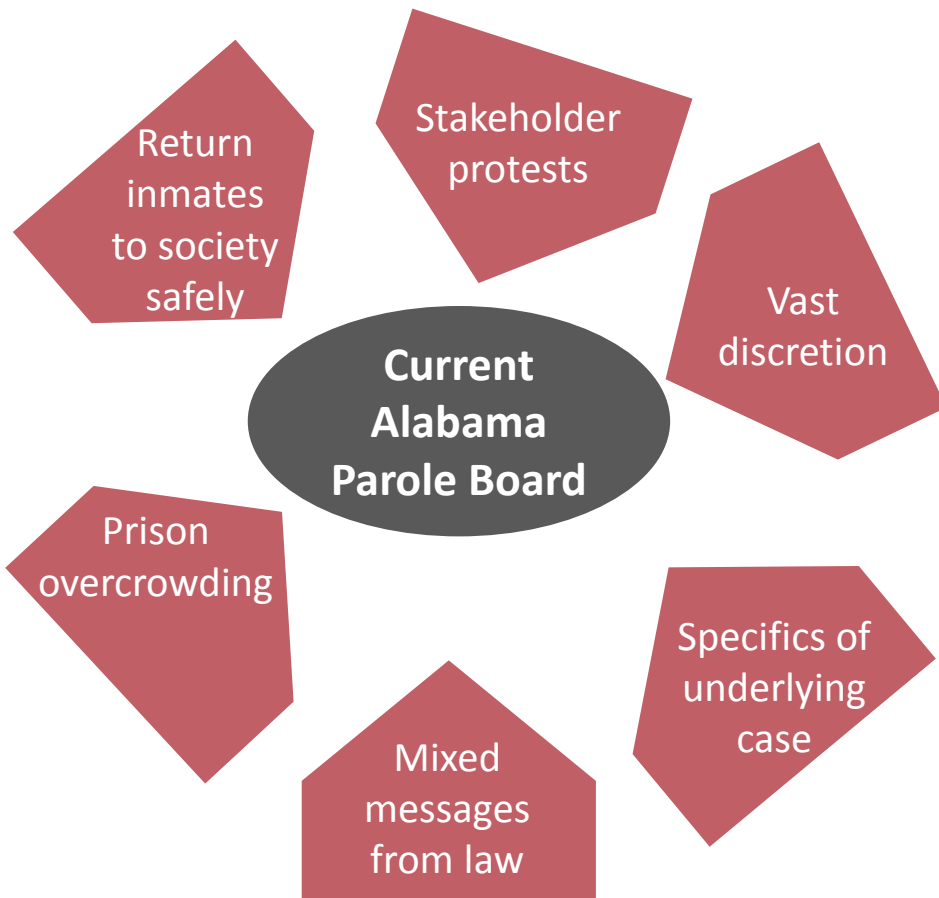 Return
inmates
to society
safely
Stakeholder
protests
Vast
discretion
Current
Alabama
Parole Board
Prison
overcrowding
Specifics of
underlying
case
Mixed
messages
from law